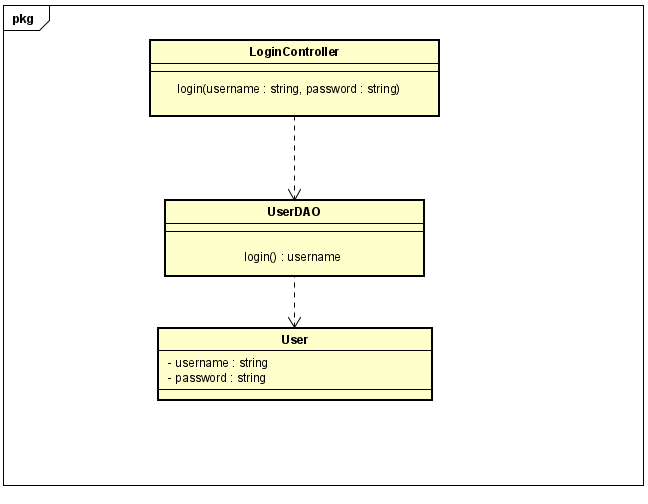 pkg
LoginController
login(username : string, password : string)
UserDAO
login() : username
User
- username : string
- password : string